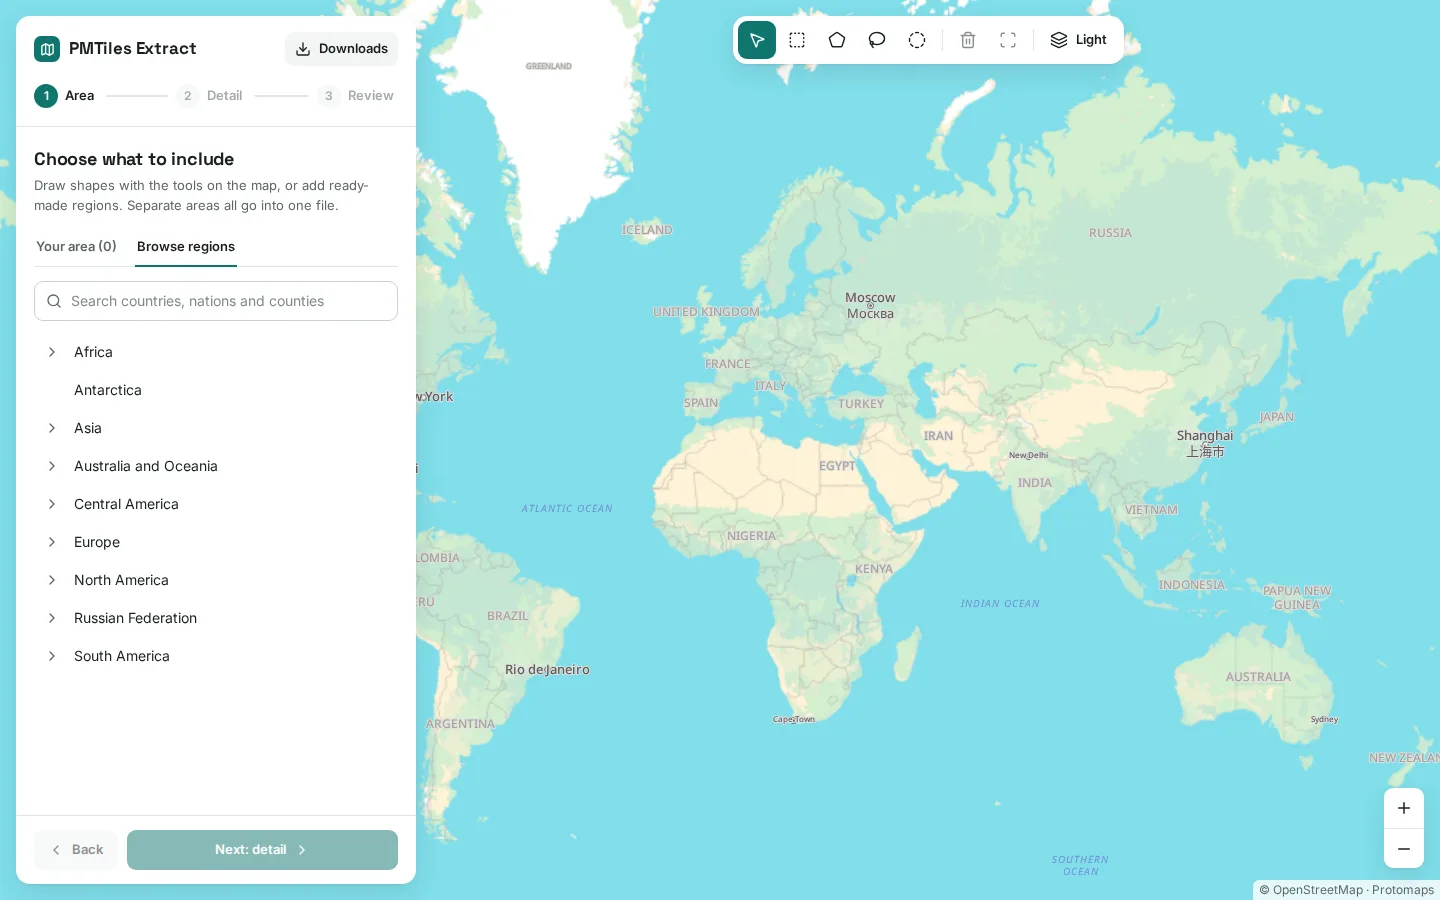 PMTiles Extract
Downloads
1 Area
2 Detail
3 Review
Choose what to include
Draw shapes with the tools on the map, or add ready-
made regions. Separate areas all go into one file.
Your area (0)
Browse regions
Search countries, nations and counties
Africa
Antarctica
Asia
Australia and Oceania
Central America
Europe
North America
Russian Federation
South America
Back
Next: detail
Light
GREENLAND
ICELAND
RUSSIA
Moscow
Москва
UNITED KINGDOM
FRANCE
ITALY
SPAIN
TURKEY
IRAN
JAPAN
Shanghai
上海市
New Delhi
EGYPT
INDIA
ATLANTIC OCEAN
VIETNAM
NIGERIA
KENYA
INDONESIA
PAPUA NEW
GUINEA
INDIAN OCEAN
BRAZIL
Rio de Janeiro
AUSTRALIA
ARGENTINA
Cape Town
Sydney
SOUTHERN
OCEAN
w York
LOMBIA
RU
NEW ZEALAN
+
−
© OpenStreetMap · Protomaps